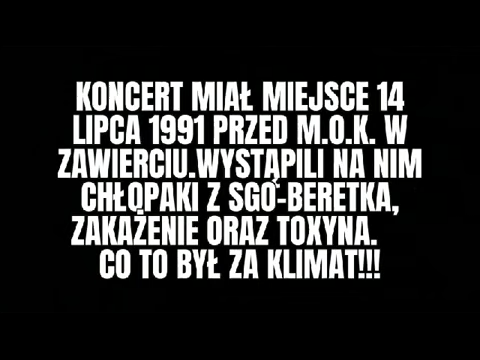 KONCERT MIAŁ MIEJSCE 14
LIPCA 1991 PRZED M.O.K. W
ZAWIERCIU.WYSTĄPILI NA NIM
CHŁOPAKI Z SGO-BERETKA,
ZAKAŻENIE ORAZ TOXYNA.
CO TO BYŁ ZA KLIMAT!!!